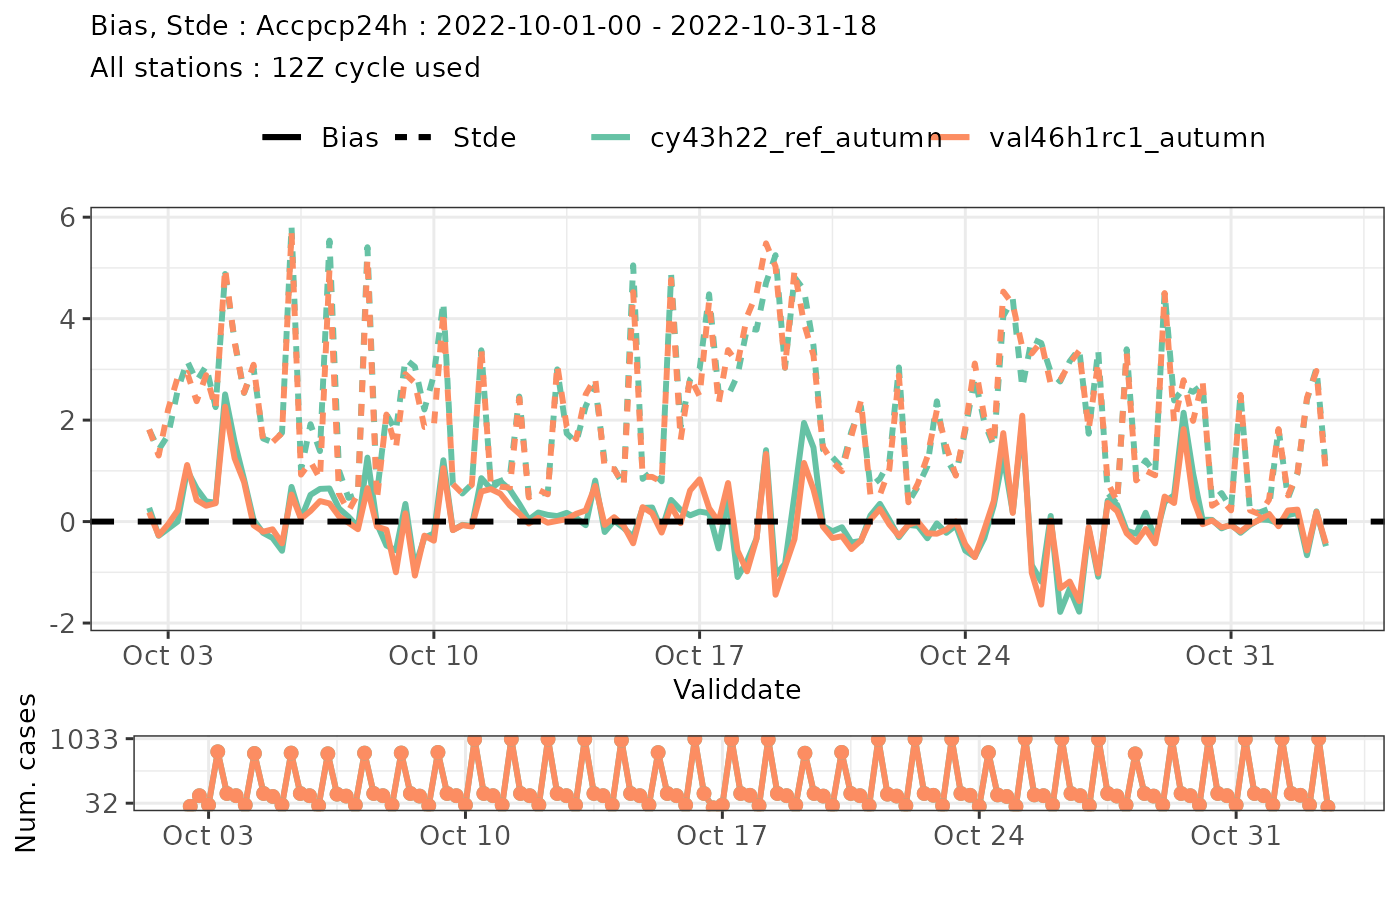 Bias, Stde : Accpcp24h : 2022-10-01-00 - 2022-10-31-18
All stations : 12Z cycle used
Bias Stde cy43h22_ref_autumn val46h1rc1_autumn
6
4
2
0
-2
Oct 03 Oct 10 Oct 17 Oct 24 Oct 31
Validdate
Num. cases
1033
32
Oct 03 Oct 10 Oct 17 Oct 24 Oct 31